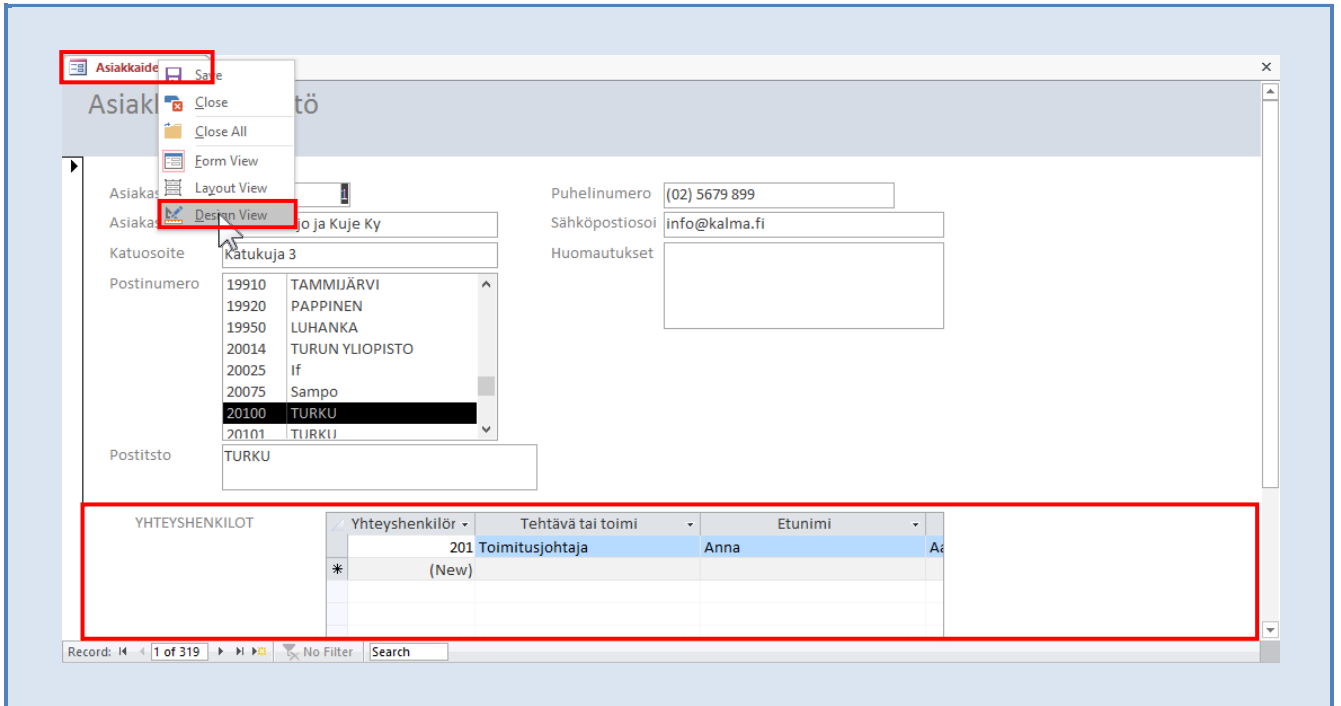 Asiakkaide
Save
Asiakl
tö
Close
Close All
Form View
Layout View
Design View
Asiakas
1
Puhelinumero (02) 5679 899
Asiakas
jo ja Kuje Ky
Sähköpostiosoi info@kalma.fi
Katuosoite Katukuja 3
Huomautukset
Postinumero 19910 TAMMIJÄRVI
19920 PAPPINEN
19950 LUHANKA
20014 TURUN YLIOPISTO
20025 If
20075 Sampo
20100 TURKU
20101 TURKU
Postitsto TURKU
YHTEYSHENKILOT
Yhteyshenkilör Tehtävä tai toimi Etunimi
201 Toimitusjohtaja Anna Aa
* (New)
Record: 1 of 319 No Filter Search